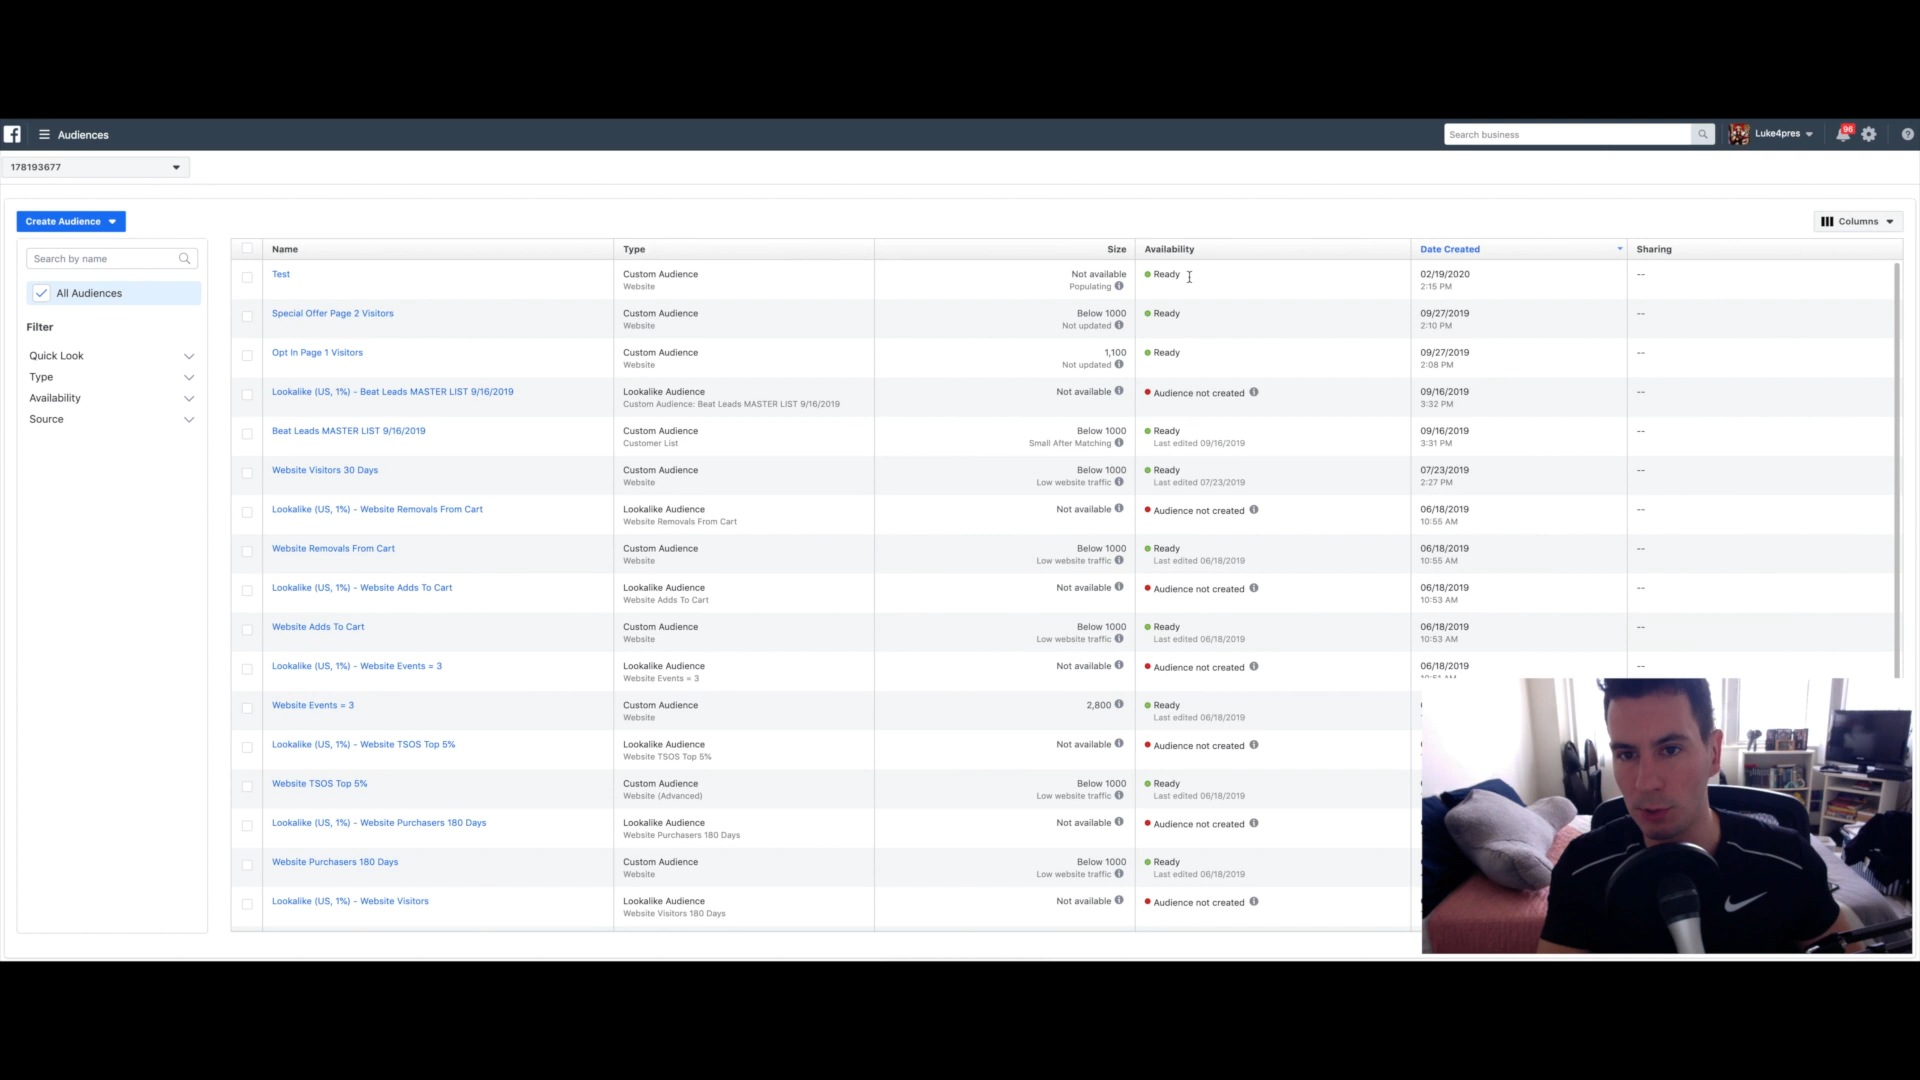 Audiences
Search business
Luke4pres
96
178193677
Create Audience
Columns
Search by name
All Audiences
Filter
Quick Look
Type
Availability
Source
Name Type Size Availability Date Created Sharing
Test Custom Audience Not available Ready 02/19/2020 --
Website Populating 2:15 PM
Special Offer Page 2 Visitors Custom Audience Below 1000 Ready 09/27/2019 --
Website Not updated 2:10 PM
Opt In Page 1 Visitors Custom Audience 1,100 Ready 09/27/2019 --
Website Not updated 2:08 PM
Lookalike (US, 1%) - Beat Leads MASTER LIST 9/16/2019 Lookalike Audience Not available Audience not created 09/16/2019 --
Custom Audience: Beat Leads MASTER LIST 9/16/2019 3:32 PM
Beat Leads MASTER LIST 9/16/2019 Custom Audience Below 1000 Ready 09/16/2019 --
Customer List Small After Matching Last edited 09/16/2019 3:31 PM
Website Visitors 30 Days Custom Audience Below 1000 Ready 07/23/2019 --
Website Low website traffic Last edited 07/23/2019 2:27 PM
Lookalike (US, 1%) - Website Removals From Cart Lookalike Audience Not available Audience not created 06/18/2019 --
Website Removals From Cart 10:55 AM
Website Removals From Cart Custom Audience Below 1000 Ready 06/18/2019 --
Website Low website traffic Last edited 06/18/2019 10:55 AM
Lookalike (US, 1%) - Website Adds To Cart Lookalike Audience Not available Audience not created 06/18/2019 --
Website Adds To Cart 10:53 AM
Website Adds To Cart Custom Audience Below 1000 Ready 06/18/2019 --
Website Low website traffic Last edited 06/18/2019 10:53 AM
Lookalike (US, 1%) - Website Events = 3 Lookalike Audience Not available Audience not created 06/18/2019 --
Website Events = 3
Website Events = 3 Custom Audience 2,800 Ready
Website Last edited 06/18/2019
Lookalike (US, 1%) - Website TSOS Top 5% Lookalike Audience Not available Audience not created
Website TSOS Top 5%
Website TSOS Top 5% Custom Audience Below 1000 Ready
Website (Advanced) Low website traffic Last edited 06/18/2019
Lookalike (US, 1%) - Website Purchasers 180 Days Lookalike Audience Not available Audience not created
Website Purchasers 180 Days
Website Purchasers 180 Days Custom Audience Below 1000 Ready
Website Low website traffic Last edited 06/18/2019
Lookalike (US, 1%) - Website Visitors Lookalike Audience Not available Audience not created
Website Visitors 180 Days